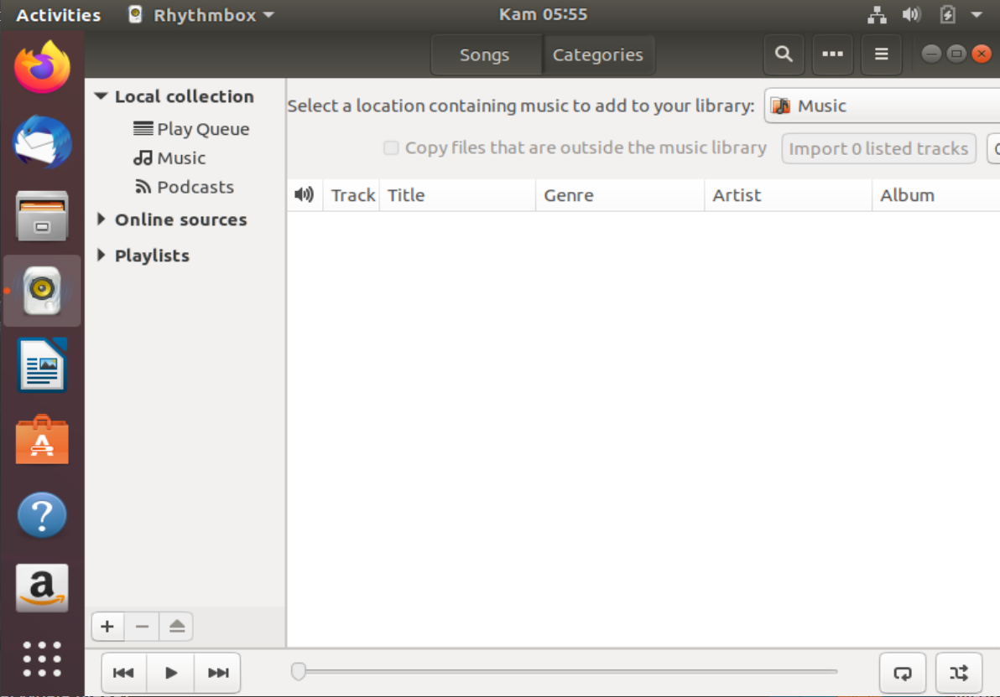 Activities Rhythmbox Kam 05:55
Songs Categories
Local collection
Play Queue
Music
Podcasts
Online sources
Playlists
Select a location containing music to add to your library: Music
Copy files that are outside the music library Import 0 listed tracks
Track Title Genre Artist Album